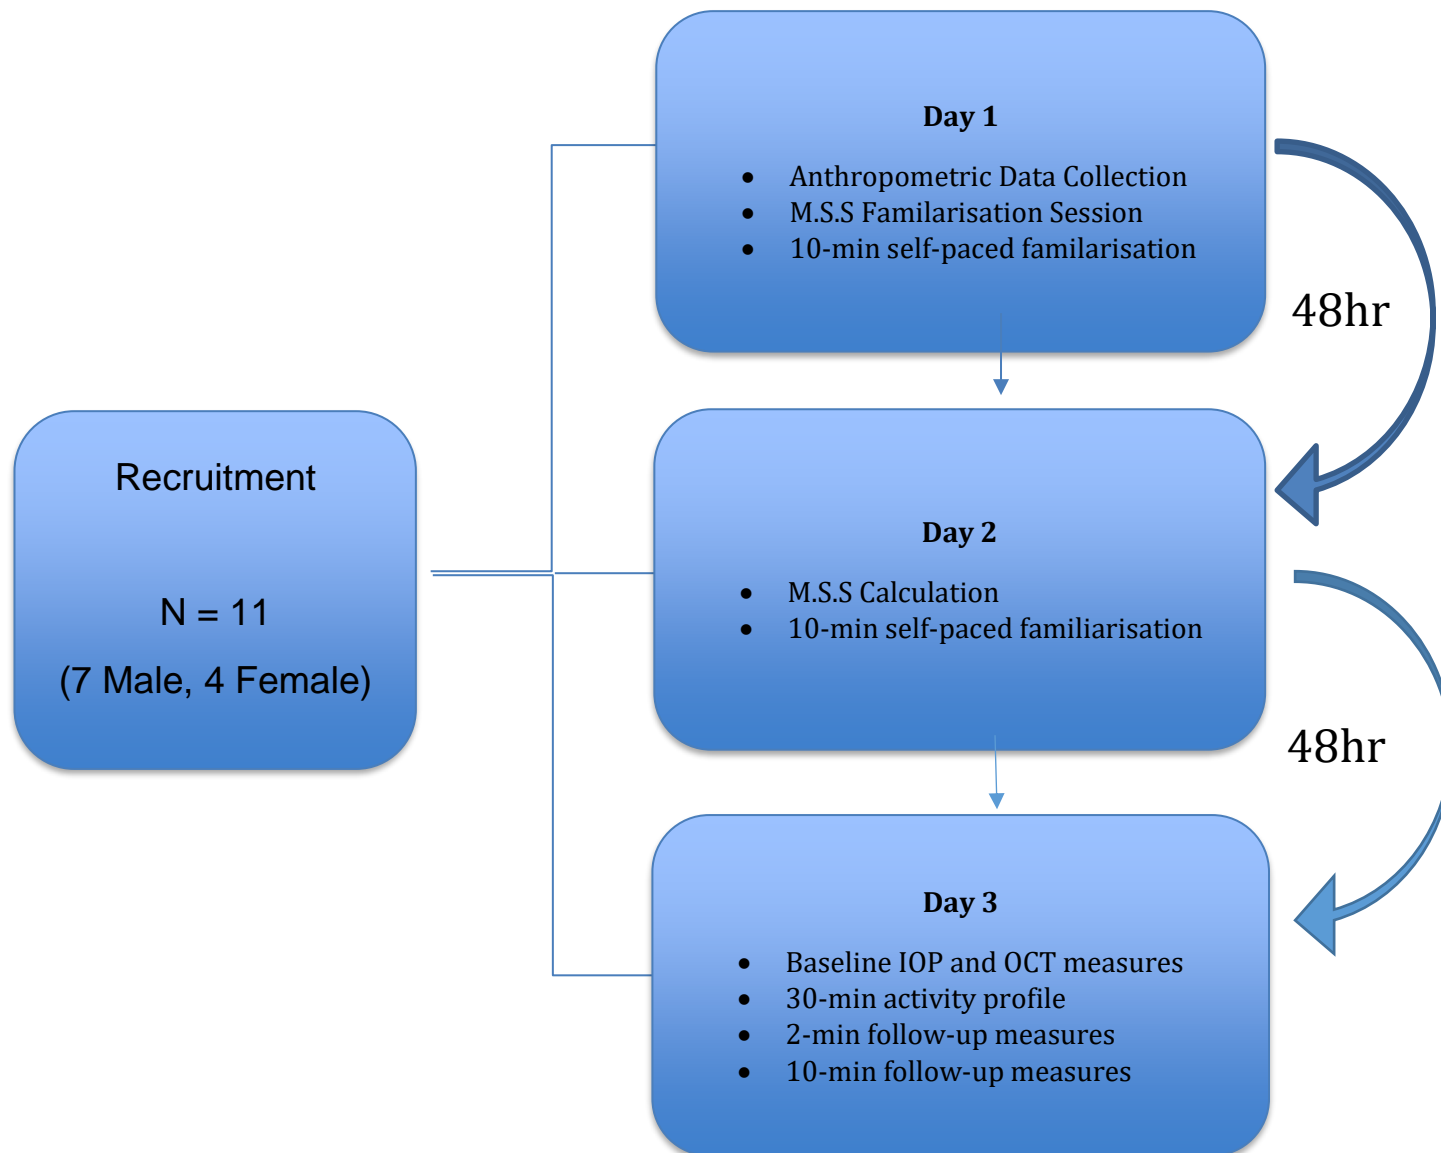 Recruitment
N = 11
(7 Male, 4 Female)
Day 1
• Anthropometric Data Collection
• M.S.S Familarisation Session
• 10-min self-paced familarisation
48hr
Day 2
• M.S.S Calculation
• 10-min self-paced familiarisation
48hr
Day 3
• Baseline IOP and OCT measures
• 30-min activity profile
• 2-min follow-up measures
• 10-min follow-up measures